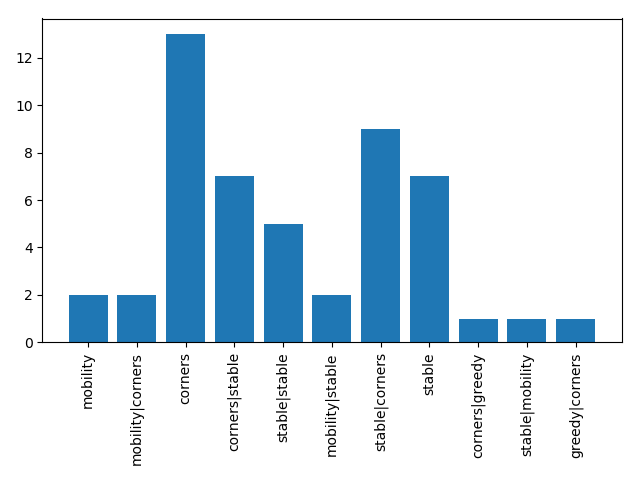 12
10
8
6
4
2
0
mobility
mobility|corners
corners
corners|stable
stable|stable
mobility|stable
stable|corners
stable
corners|greedy
stable|mobility
greedy|corners